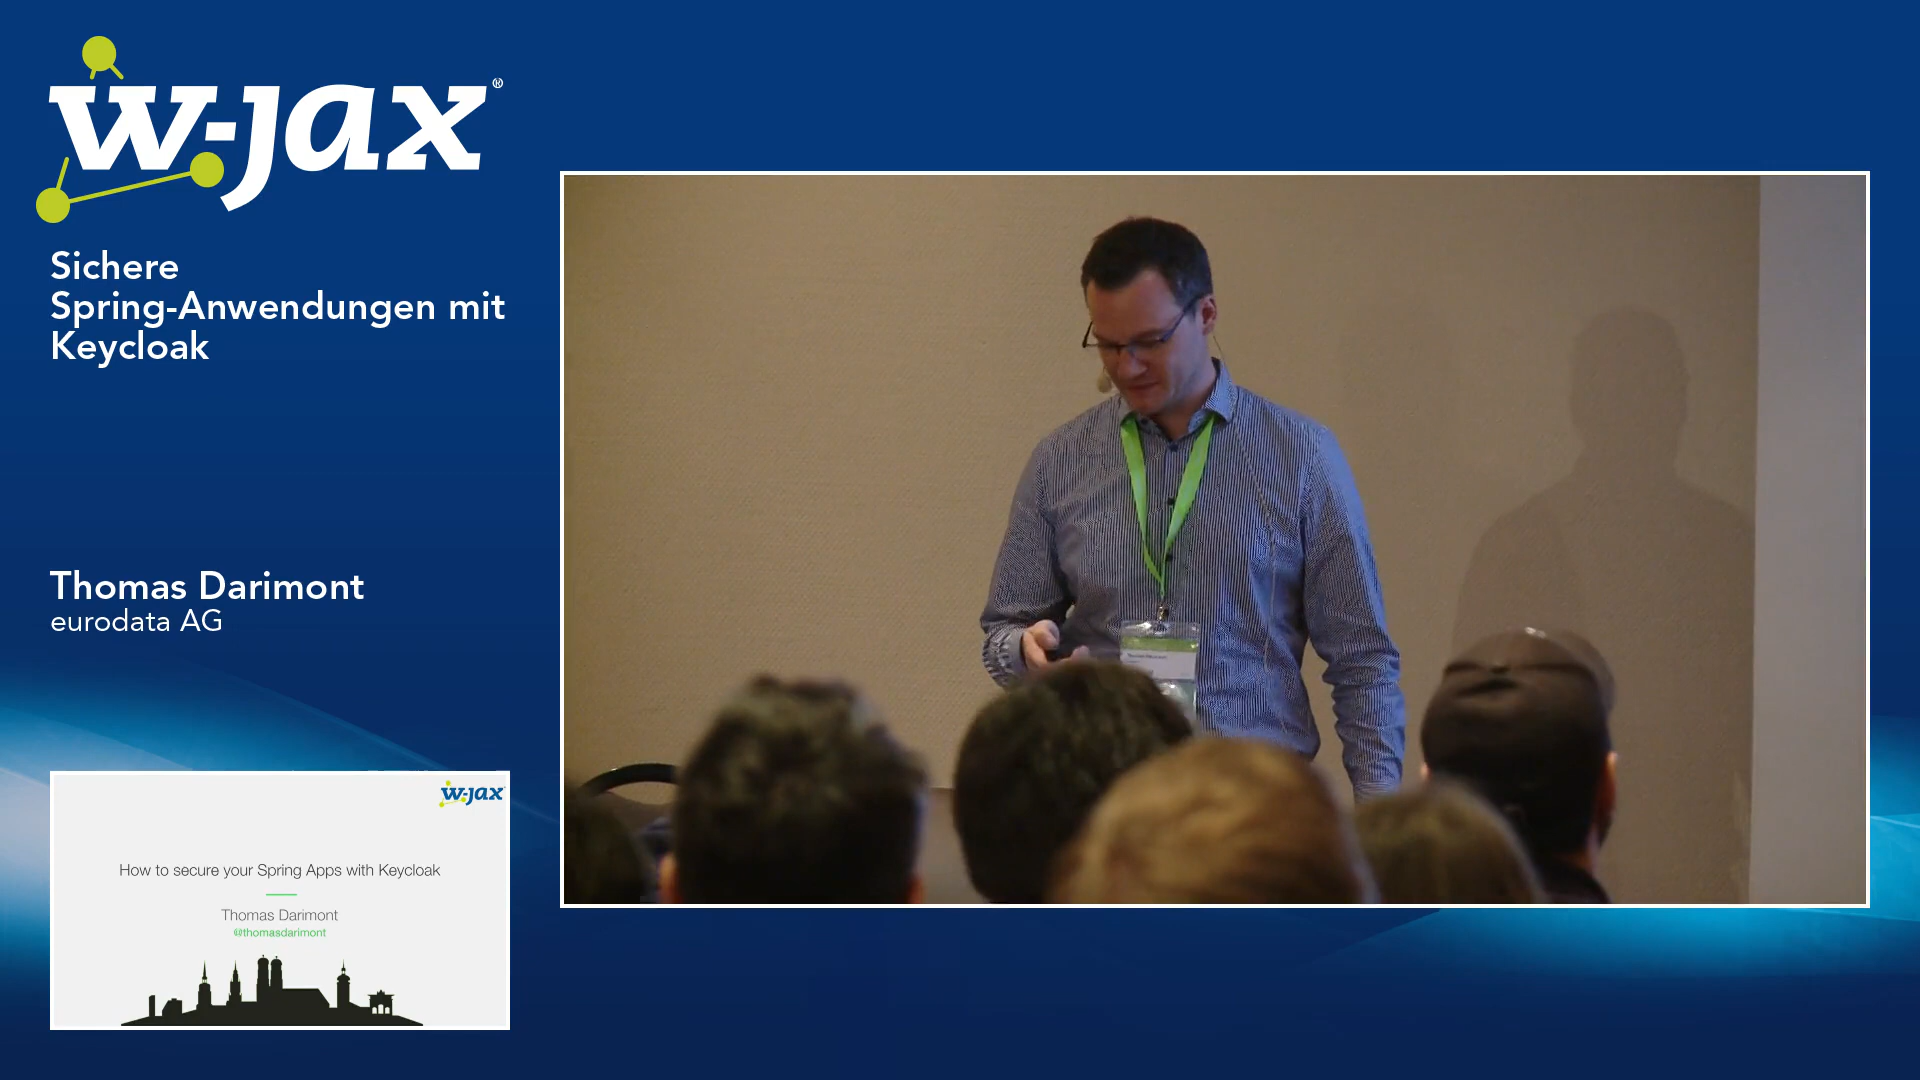 w-jax®
Sichere
Spring-Anwendungen mit
Keycloak
Thomas Darimont
eurodata AG
w-jax
How to secure your Spring Apps with Keycloak
Thomas Darimont
@thomasdarimont